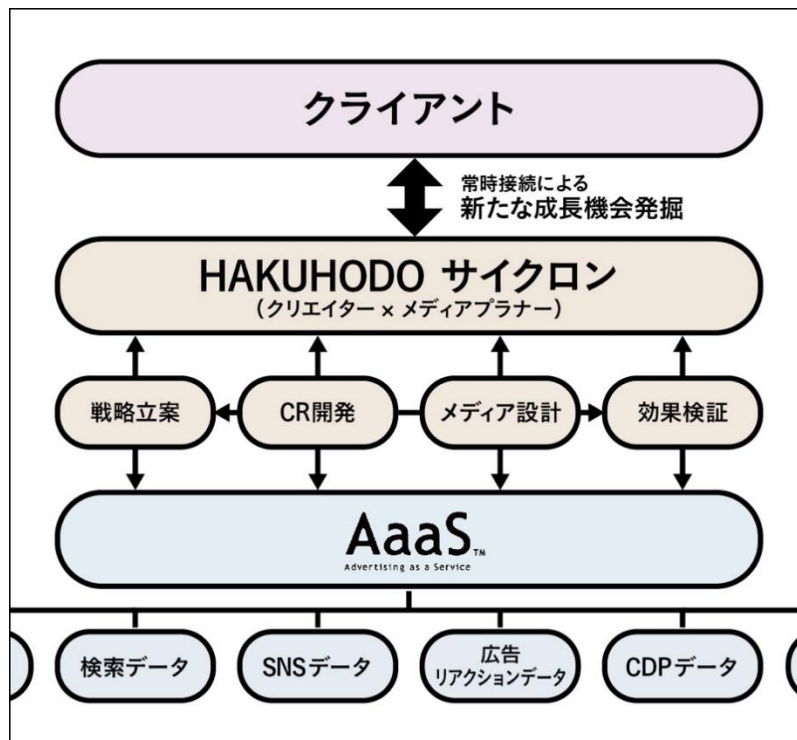 クライアント
常時接続による
新たな成長機会発掘
HAKUHODO サイクロン
(クリエイター × メディアプラナー)
戦略立案
CR開発
メディア設計
効果検証
AaaS™
Advertising as a Service
検索データ
SNSデータ
広告
リアクションデータ
CDPデータ